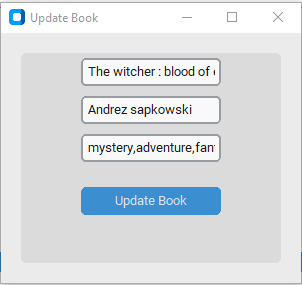 Update Book
The witcher : blood of
Andrez sapkowski
mystery,adventure,fan
Update Book